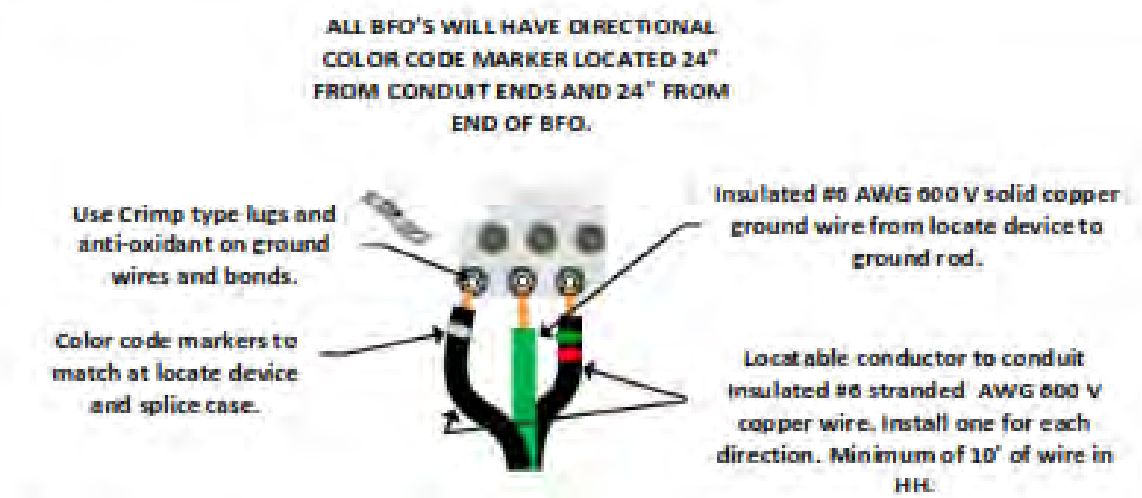 ALL BFO'S WILL HAVE DIRECTIONAL
COLOR CODE MARKER LOCATED 24"
FROM CONDUIT ENDS AND 24" FROM
END OF BFO.
Use Crimp type lugs and
anti-oxidant on ground
wires and bonds.
Color code markers to
match at locate device
and splice case.
Insulated #6 AWG 600 V solid copper
ground wire from locate device to
ground rod.
Locatable conductor to conduit
Insulated #6 stranded AWG 600 V
copper wire. Install one for each
direction. Minimum of 10' of wire in
HH.